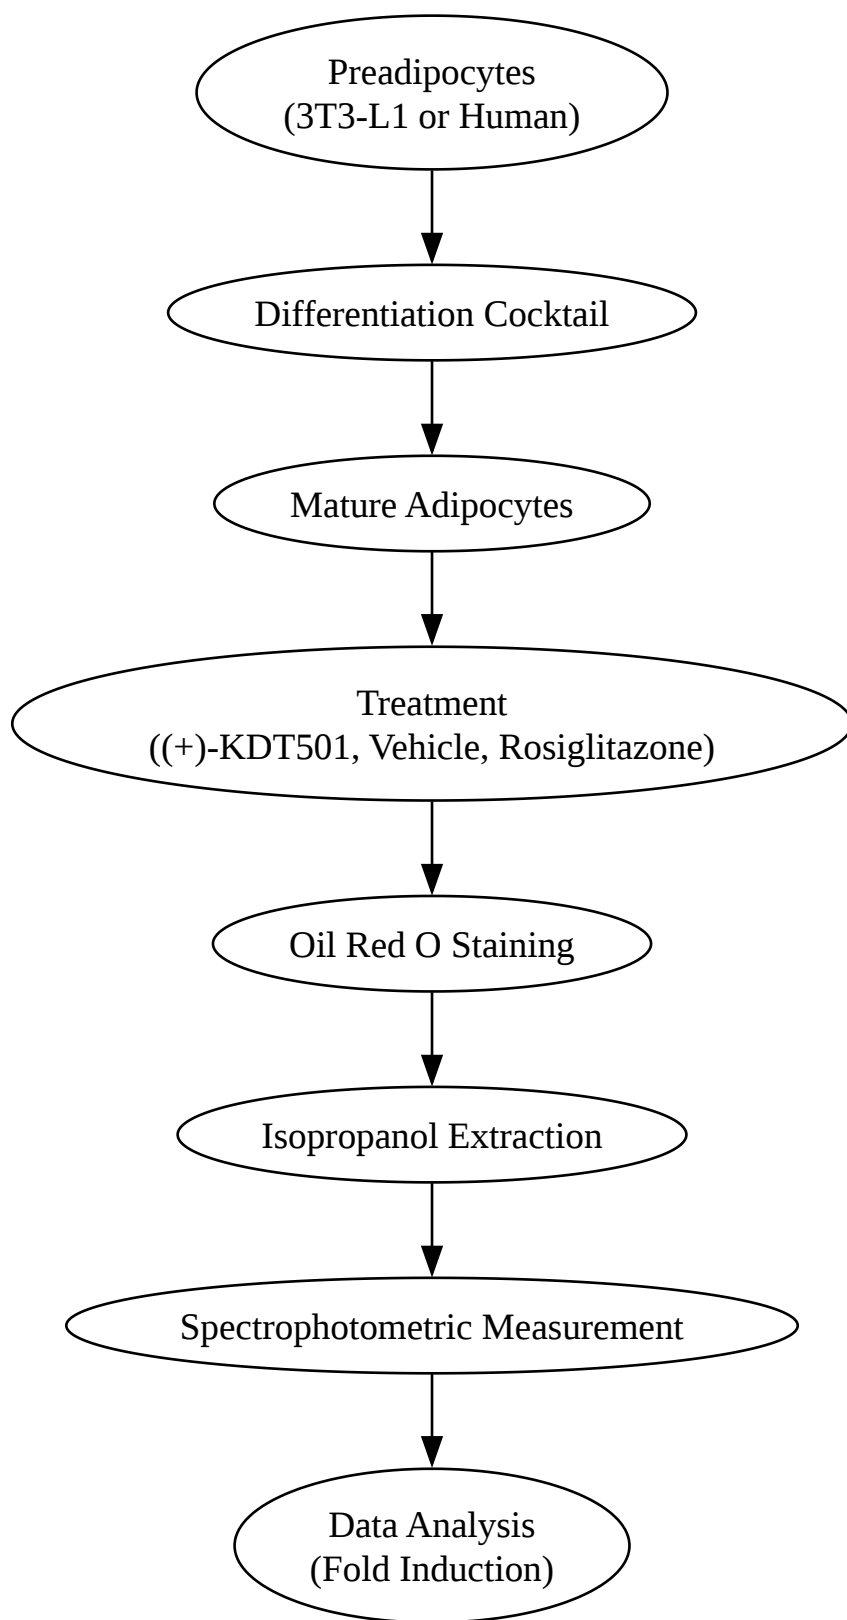 Preadipocytes
(3T3-L1 or Human)
Differentiation Cocktail
Mature Adipocytes
Treatment
((+)-KDT501, Vehicle, Rosiglitazone)
Oil Red O Staining
Isopropanol Extraction
Spectrophotometric Measurement
Data Analysis
(Fold Induction)